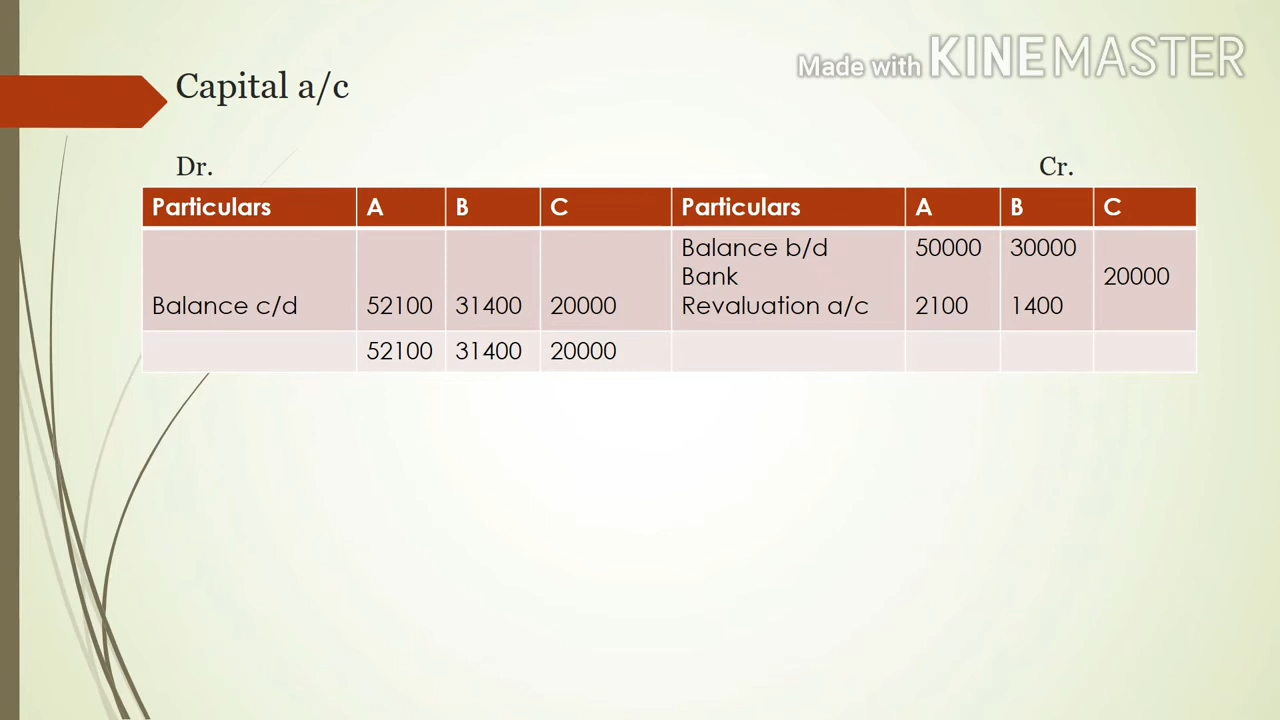 Made with KINEMASTER
Capital a/c
Dr. Cr.
Particulars A B C Particulars A B C
Balance b/d 50000 30000
Bank 20000
Balance c/d 52100 31400 20000 Revaluation a/c 2100 1400
52100 31400 20000